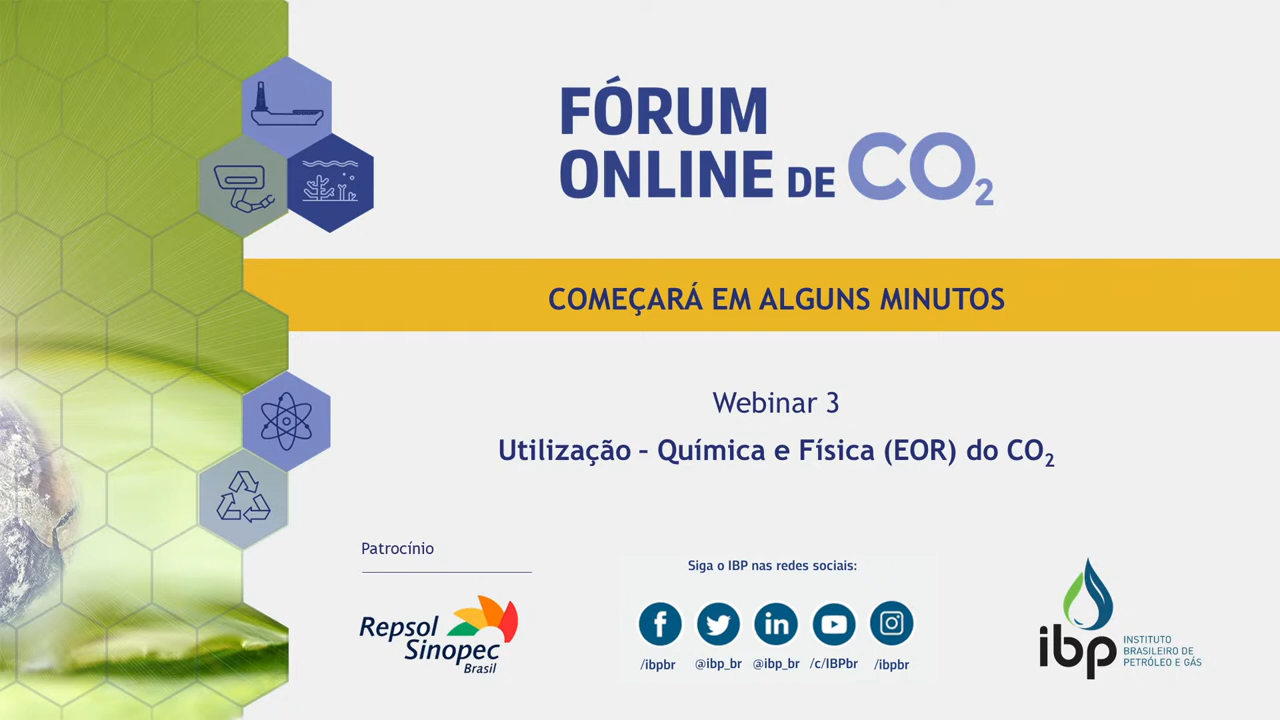 FÓRUM
ONLINE DE CO₂
COMEÇARÁ EM ALGUNS MINUTOS
Webinar 3
Utilização – Química e Física (EOR) do CO₂
Patrocínio
Repsol
Sinopec
Brasil
Siga o IBP nas redes sociais:
/ibpbr @ibp_br @ibp_br /c/IBPbr /ibpbr
ibp
INSTITUTO
BRASILEIRO DE
PETRÓLEO E GÁS